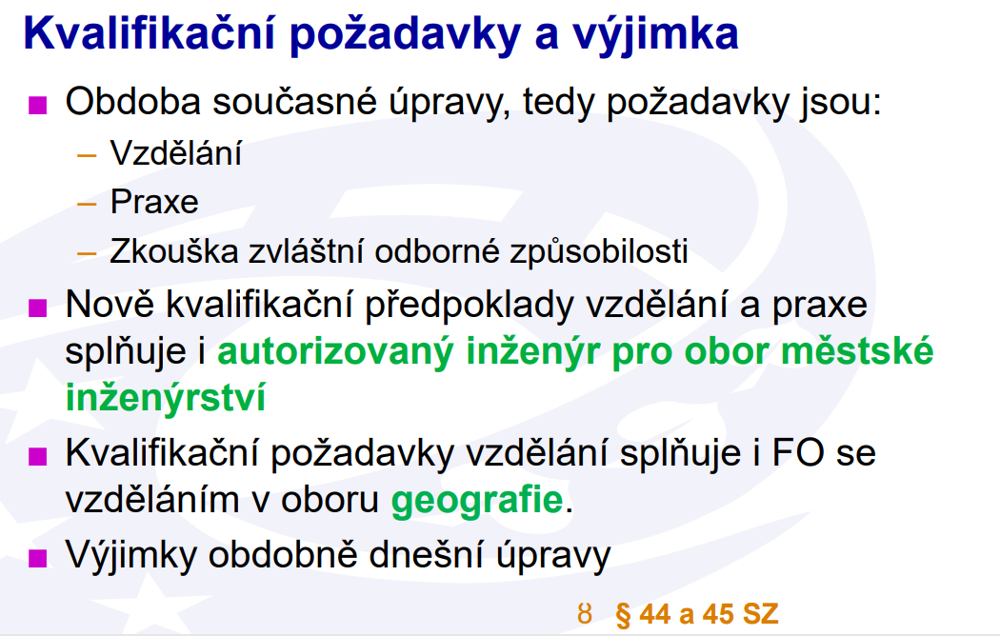 Kvalifikační požadavky a výjimka
■ Obdoba současné úpravy, tedy požadavky jsou:
– Vzdělání
– Praxe
– Zkouška zvláštní odborné způsobilosti
■ Nově kvalifikační předpoklady vzdělání a praxe
splňuje i autorizovaný inženýr pro obor městské
inženýrství
■ Kvalifikační požadavky vzdělání splňuje i FO se
vzděláním v oboru geografie.
■ Výjimky obdobně dnešní úpravy
8 § 44 a 45 SZ